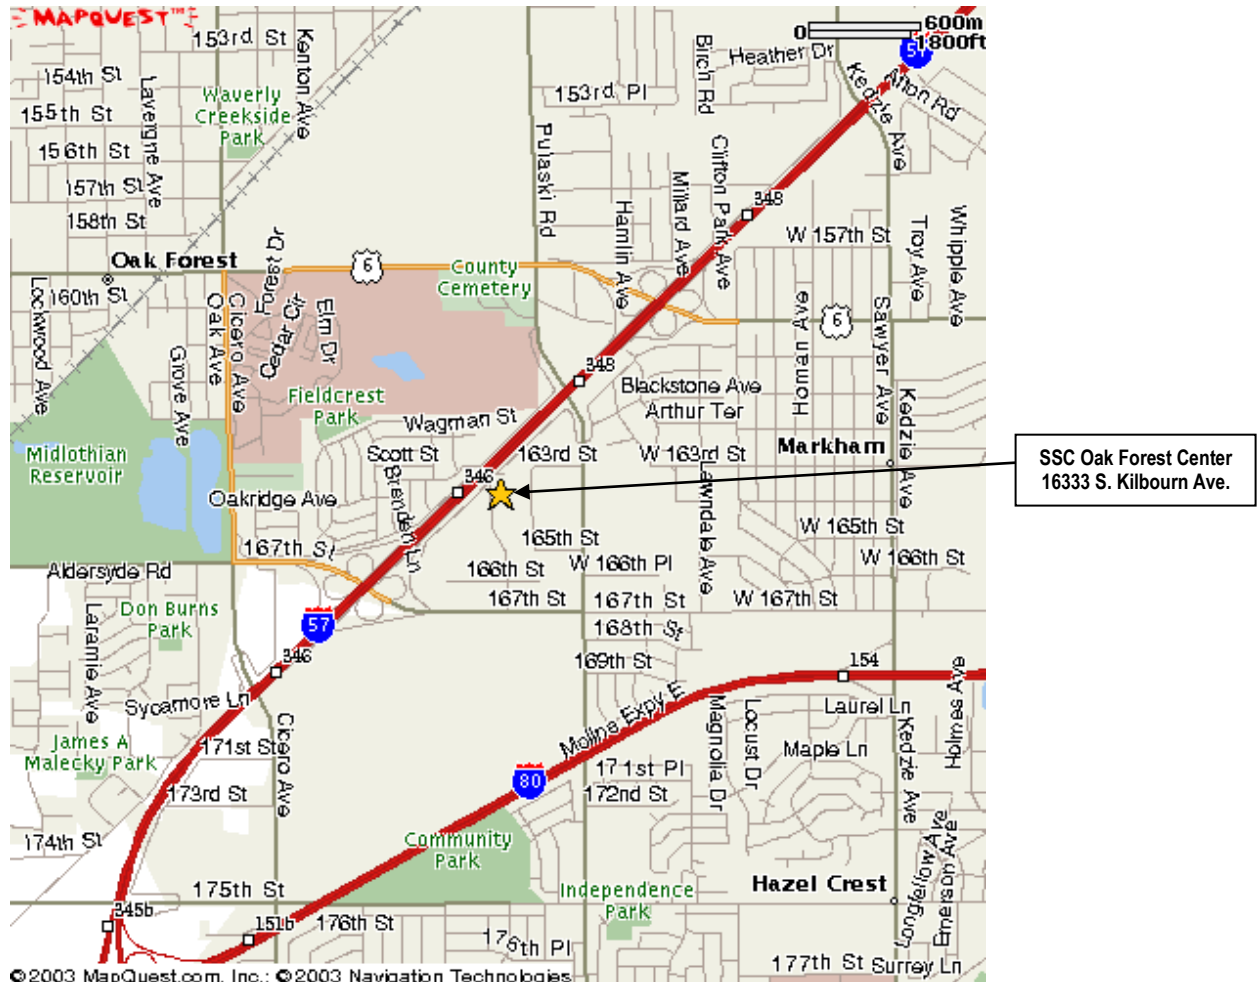 MAPQUEST™
0 600m
1800ft
57
153rd St
Kenton Ave
Birch Rd
Heather Dr
Kedzie Ave
Afton Rd
154th St
Lavergne Ave
Waverly
Creekside
Park
153rd Pl
155th St
Pulaski Rd
Clifton Park Ave
156th St
157th St
Millard Ave
Hamlin Ave
348
158th St
W 157th St
Troy Ave
Whipple Ave
Oak Forest
Forest Dr
6
County
Cemetery
160th St
Lockwood Ave
Oak Ave
Cicero Ave
Cedar Cir
Elm Dr
Homan Ave
6
Sawyer Ave
Grove Ave
348
Blackstone Ave
Arthur Ter
Fieldcrest
Park
Wagman St
Kedzie Ave
Midlothian
Reservoir
Scott St
163rd St
W 163rd St
Markham
SSC Oak Forest Center
16333 S. Kilbourn Ave.
346
Oakridge Ave
Brenden Ln
Lawndale Ave
167th St
165th St
W 165th St
Aldersyde Rd
166th St
W 166th Pl
W 166th St
Don Burns
Park
167th St
167th St
W 167th St
Laramie Ave
57
168th St
346
169th St
154
Sycamore Ln
Moline Expy E
Magnolia Dr
Locust Dr
Laurel Ln
Kedzie Ave
Holmes Ave
James A
Malecky Park
171st St
Cicero Ave
Maple Ln
173rd St
80
171st Pl
172nd St
174th St
Community
Park
Longfellow Ave
Emerson Ave
175th St
Independence
Park
Hazel Crest
345b
151b
176th St
176th Pl
177th St
Surrey Ln
©2003 MapQuest.com, Inc.; ©2003 Navigation Technologies